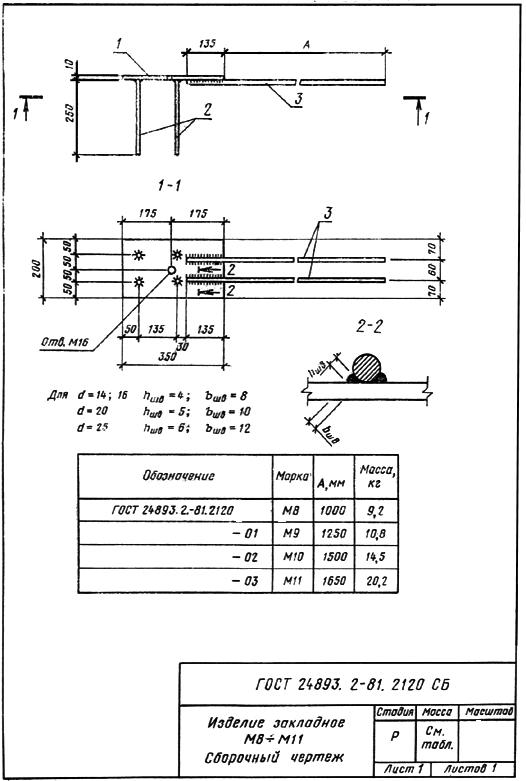 1
135
A
10
250
2
3
1
1
1-1
175
175
3
200
50
50
50
50
2
2
70
60
70
50
135
30
135
350
Отв. М16
2-2
hшв
bшв
Для d=14; 16 hшв=4; bшв=8
d=20 hшв=5; bшв=10
d=25 hшв=6; bшв=12
Обозначение Марка А, мм Масса, кг
ГОСТ 24893.2-81.2120 М8 1000 9,2
-01 М9 1250 10,8
-02 М10 1500 14,5
-03 М11 1650 20,2
ГОСТ 24893. 2-81. 2120 СБ
Изделие закладное
М8÷М11
Сборочный чертеж
Стадия Масса Масштаб
Р См. табл.
Лист 1 Листов 1